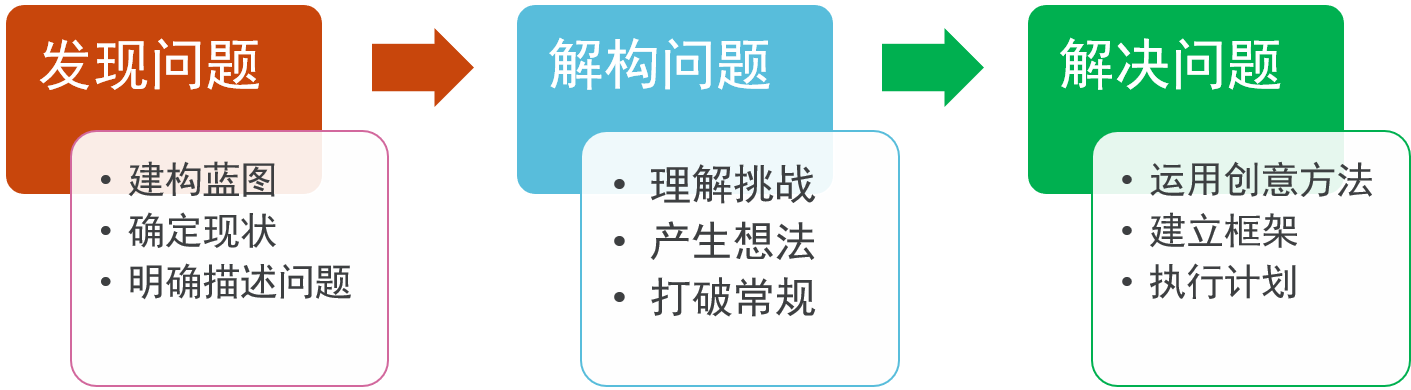 发现问题
• 建构蓝图
• 确定现状
• 明确描述问题
解构问题
• 理解挑战
• 产生想法
• 打破常规
解决问题
• 运用创意方法
• 建立框架
• 执行计划